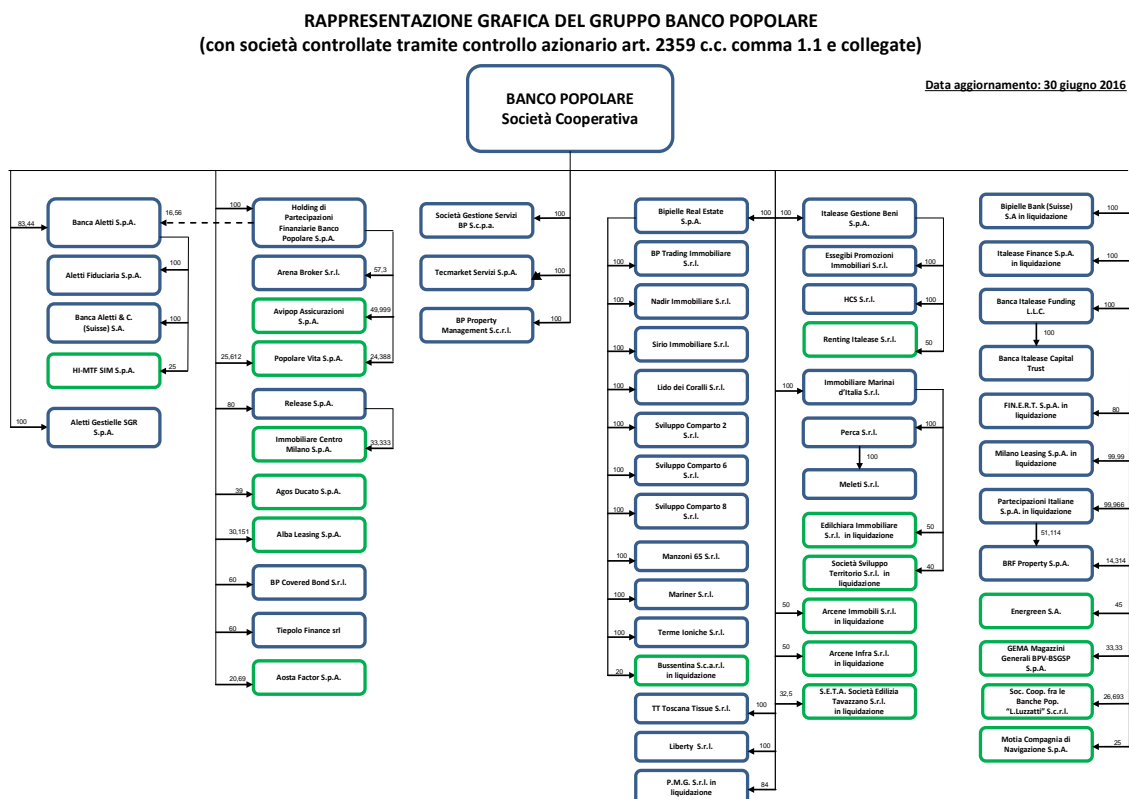 RAPPRESENTAZIONE GRAFICA DEL GRUPPO BANCO POPOLARE
(con società controllate tramite controllo azionario art. 2359 c.c. comma 1.1 e collegate)
BANCO POPOLARE
Società Cooperativa
Data aggiornamento: 30 giugno 2016
83,44
Banca Aletti S.p.A.
16,56
100
Aletti Fiduciaria S.p.A.
100
Banca Aletti & C.
(Suisse) S.A.
100
HI-MTF SIM S.p.A.
25
100
Aletti Gestielle SGR
S.p.A.
Holding di
Partecipazioni
Finanziarie Banco
Popolare S.p.A.
Arena Broker S.r.l.
57,3
Avipop Assicurazioni
S.p.A.
49,999
25,612
Popolare Vita S.p.A.
24,388
80
Release S.p.A.
Immobiliare Centro
Milano S.p.A.
33,333
39
Agos Ducato S.p.A.
30,151
Alba Leasing S.p.A.
60
BP Covered Bond S.r.l.
60
Tiepolo Finance srl
20,69
Aosta Factor S.p.A.
Società Gestione Servizi
BP S.c.p.a.
100
Tecmarket Servizi S.p.A.
100
BP Property
Management S.c.r.l.
100
Bipielle Real Estate
S.p.A.
100
100
BP Trading Immobiliare
S.r.l.
100
Nadir Immobiliare S.r.l.
100
Sirio Immobiliare S.r.l.
100
Lido dei Coralli S.r.l.
100
Sviluppo Comparto 2
S.r.l.
100
Sviluppo Comparto 6
S.r.l.
100
Sviluppo Comparto 8
S.r.l.
100
Manzoni 65 S.r.l.
100
Mariner S.r.l.
100
Terme Ioniche S.r.l.
20
Bussentina S.c.a.r.l.
in liquidazione
TT Toscana Tissue S.r.l.
100
Liberty S.r.l.
100
P.M.G. S.r.l. in
liquidazione
84
100
Italease Gestione Beni
S.p.A.
Essegibi Promozioni
Immobiliari S.r.l.
100
HCS S.r.l.
100
Renting Italease S.r.l.
50
100
Immobiliare Marinai
d'Italia S.r.l.
Perca S.r.l.
100
100
Meleti S.r.l.
Edilchiara Immobiliare
S.r.l. in liquidazione
50
Società Sviluppo
Territorio S.r.l. in
liquidazione
40
50
Arcene Immobili S.r.l.
in liquidazione
50
Arcene Infra S.r.l.
in liquidazione
32,5
S.E.T.A. Società Edilizia
Tavazzano S.r.l.
in liquidazione
Bipielle Bank (Suisse)
S.A in liquidazione
100
Italease Finance S.p.A.
in liquidazione
100
Banca Italease Funding
L.L.C.
100
100
Banca Italease Capital
Trust
FIN.E.R.T. S.p.A. in
liquidazione
80
Milano Leasing S.p.A. in
liquidazione
99,99
Partecipazioni Italiane
S.p.A. in liquidazione
99,966
51,114
BRF Property S.p.A.
14,314
Energreen S.A.
45
GEMA Magazzini
Generali BPV-BSGSP
S.p.A.
33,33
Soc. Coop. fra le
Banche Pop.
"L.Luzzatti" S.c.r.l.
26,693
Motia Compagnia di
Navigazione S.p.A.
25